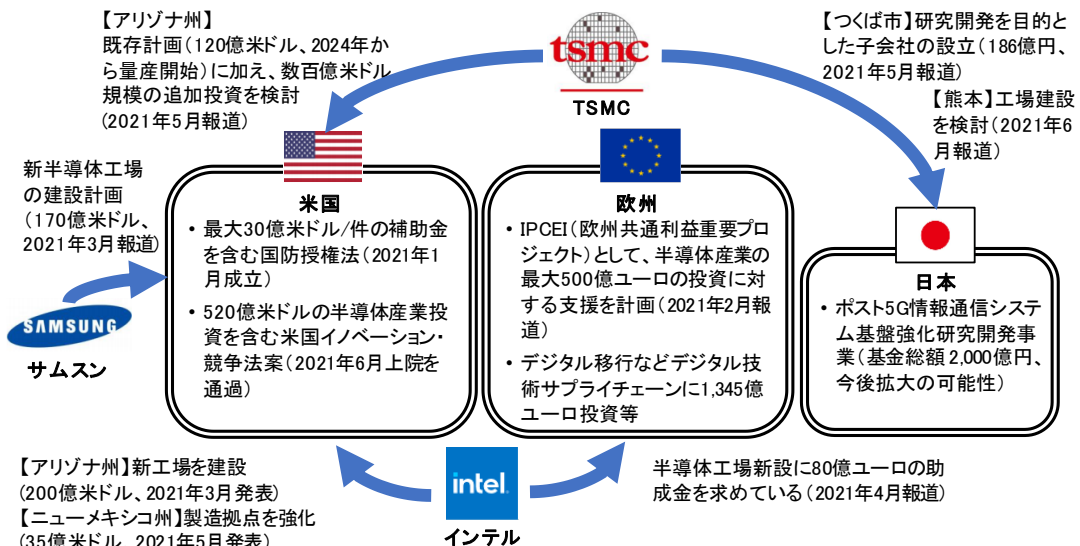 【アリゾナ州】
既存計画(120億米ドル、2024年か
ら量産開始)に加え、数百億米ドル
規模の追加投資を検討
(2021年5月報道)
tsmc
TSMC
【つくば市】研究開発を目的
とした子会社の設立(186億円、
2021年5月報道)
【熊本】工場建設
を検討(2021年6
月報道)
新半導体工場
の建設計画
(170億米ドル、
2021年3月報道)
SAMSUNG
サムスン
米国
・最大30億米ドル/件の補助金
を含む国防授権法(2021年1
月成立)
・520億米ドルの半導体産業投
資を含む米国イノベーション・
競争法案(2021年6月上院を
通過)
欧州
・IPCEI(欧州共通利益重要プロ
ジェクト)として、半導体産業の
最大500億ユーロの投資に対
する支援を計画(2021年2月報
道)
・デジタル移行などデジタル技
術サプライチェーンに1,345億
ユーロ投資等
日本
・ポスト5G情報通信システ
ム基盤強化研究開発事
業(基金総額2,000億円、
今後拡大の可能性)
【アリゾナ州】新工場を建設
(200億米ドル、2021年3月発表)
【ニューメキシコ州】製造拠点を強化
(35億米ドル、2021年5月発表)
intel
インテル
半導体工場新設に80億ユーロの助
成金を求めている(2021年4月報道)